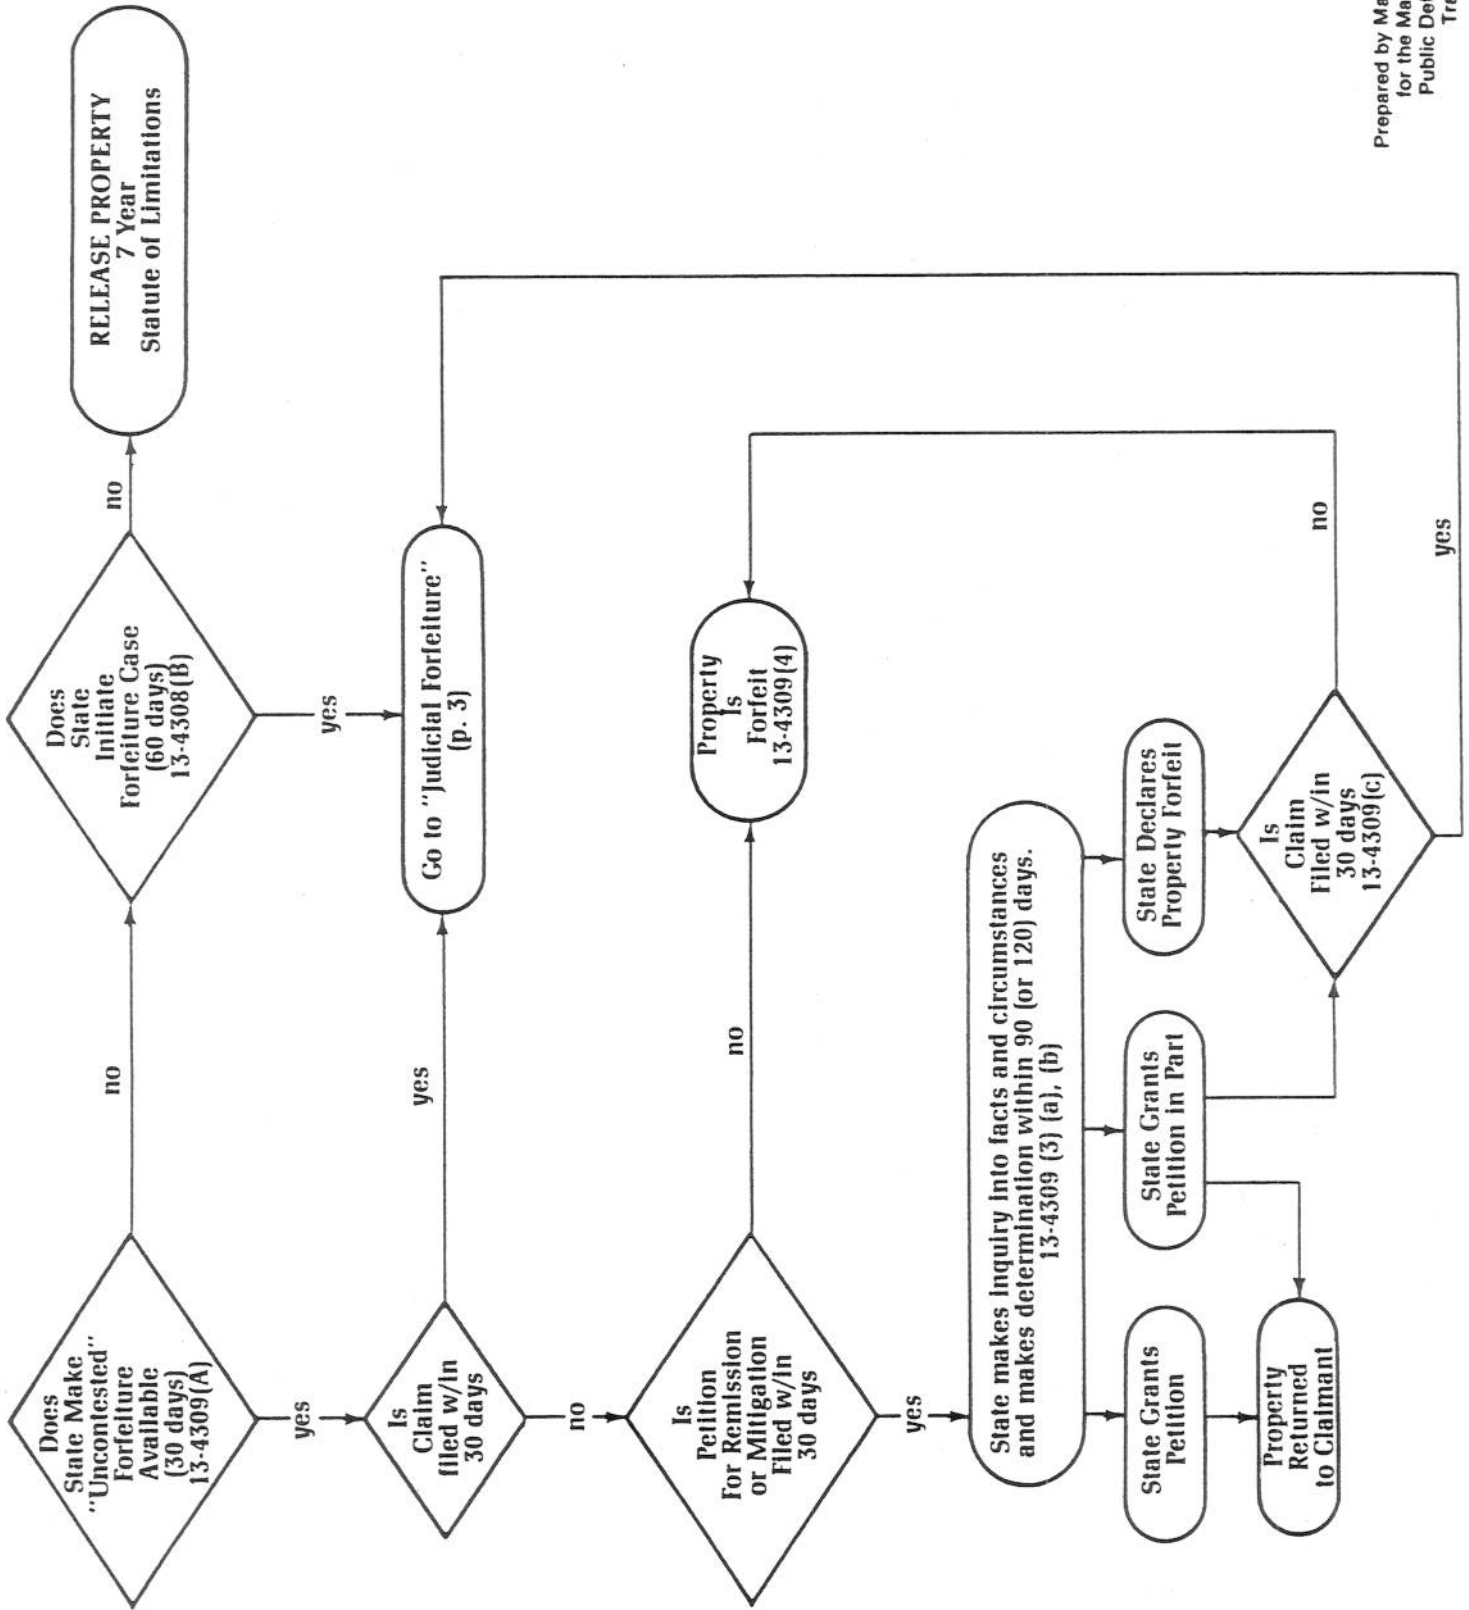 Does
State Make
"Uncontested"
Forfeiture
Available
(30 days)
13-4309(A)
no
Does
State
Initiate
Forfeiture Case
(60 days)
13-4308(B)
no
RELEASE PROPERTY
7 Year
Statute of Limitations
yes
yes
Is
Claim
filed w/in
30 days
yes
Go to "Judicial Forfeiture"
(p. 3)
no
Is
Petition
For Remission
or Mitigation
Filed w/in
30 days
no
Property
Is
Forfeit
13-4309(4)
yes
State makes inquiry into facts and circumstances
and makes determination within 90 (or 120) days.
13-4309 (3) (a), (b)
State Grants
Petition
State Grants
Petition in Part
State Declares
Property Forfeit
Property
Returned
to Claimant
Is
Claim
Filed w/in
30 days
13-4309(c)
no
yes
Prepared by Ma
for the Ma
Public De
Tra